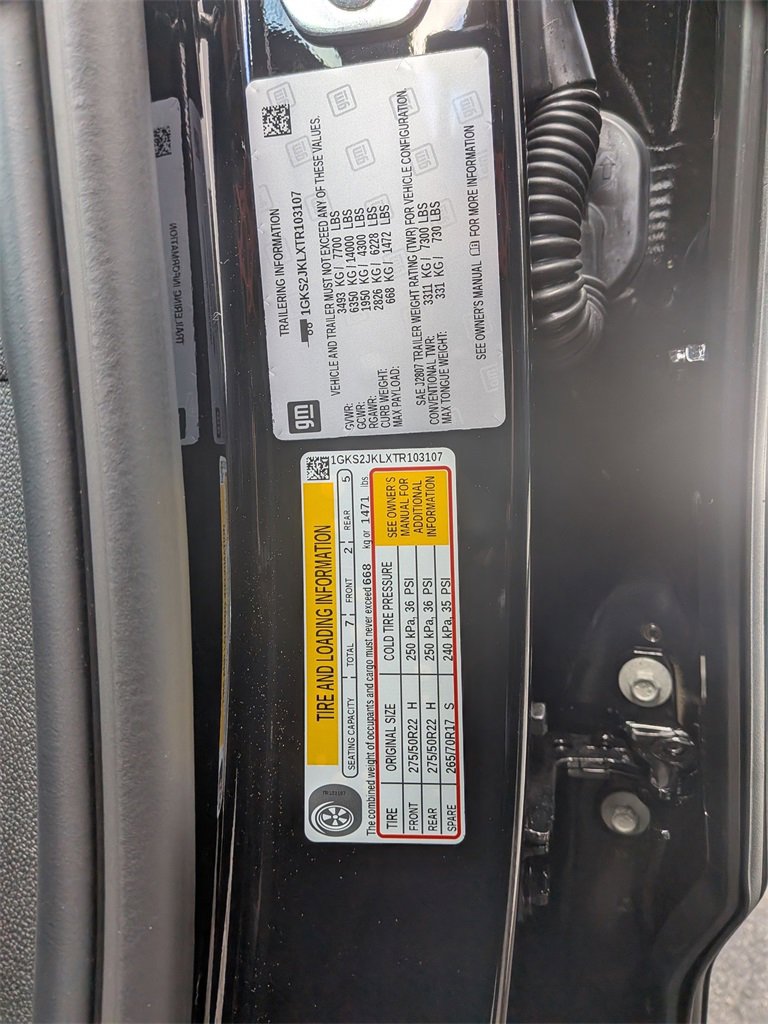 TRAILERING INFORMATION
1GKS2JKLXTR103107
VEHICLE AND TRAILER MUST NOT EXCEED ANY OF THESE VALUES.
GVWR: 3493 KG / 7700 LBS
GCWR: 6350 KG / 14000 LBS
RGAWR: 1950 KG / 4300 LBS
CURB WEIGHT: 2826 KG / 6228 LBS
MAX PAYLOAD: 668 KG / 1472 LBS
SAE J2807 TRAILER WEIGHT RATING (TWR) FOR VEHICLE CONFIGURATION.
CONVENTIONAL TWR: 3311 KG / 7300 LBS
MAX TONGUE WEIGHT: 331 KG / 730 LBS
SEE OWNER'S MANUAL FOR MORE INFORMATION
gm
1GKS2JKLXTR103107
TIRE AND LOADING INFORMATION
SEATING CAPACITY TOTAL 7 FRONT 2 REAR 5
The combined weight of occupants and cargo must never exceed 668 kg or 1471 lbs
TIRE ORIGINAL SIZE COLD TIRE PRESSURE
FRONT 275/50R22 H 250 kPa, 36 PSI
REAR 275/50R22 H 250 kPa, 36 PSI
SPARE 265/70R17 S 240 kPa, 35 PSI
SEE OWNER'S
MANUAL FOR
ADDITIONAL
INFORMATION
TR103107
TRAILERING INFORMATION